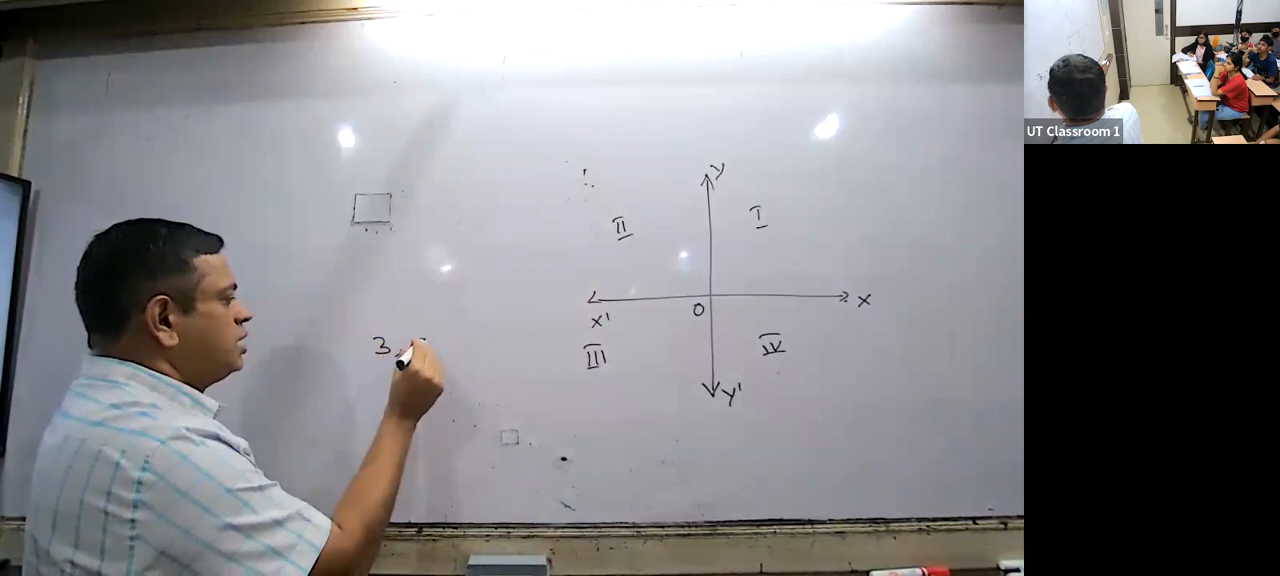 UT Classroom 1
y
II
I
O
X
X'
3,
III
IV
y'